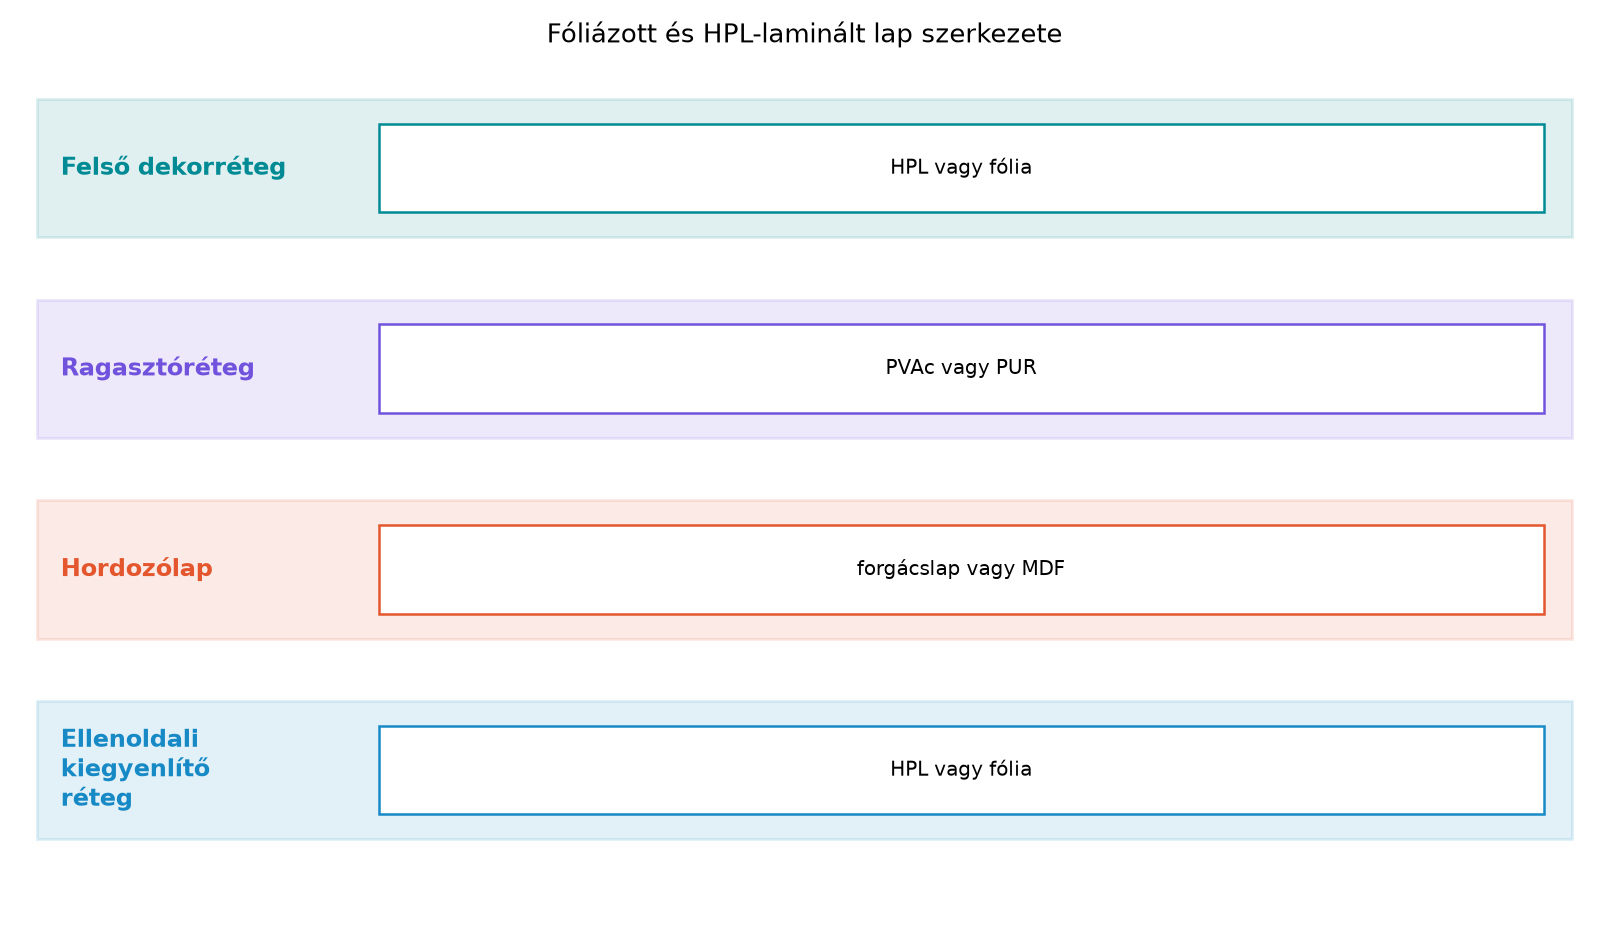 Fóliázott és HPL-laminált lap szerkezete
Felső dekorréteg
HPL vagy fólia
Ragasztóréteg
PVAc vagy PUR
Hordozólap
forgácslap vagy MDF
Ellenoldali
kiegyenlítő
réteg
HPL vagy fólia